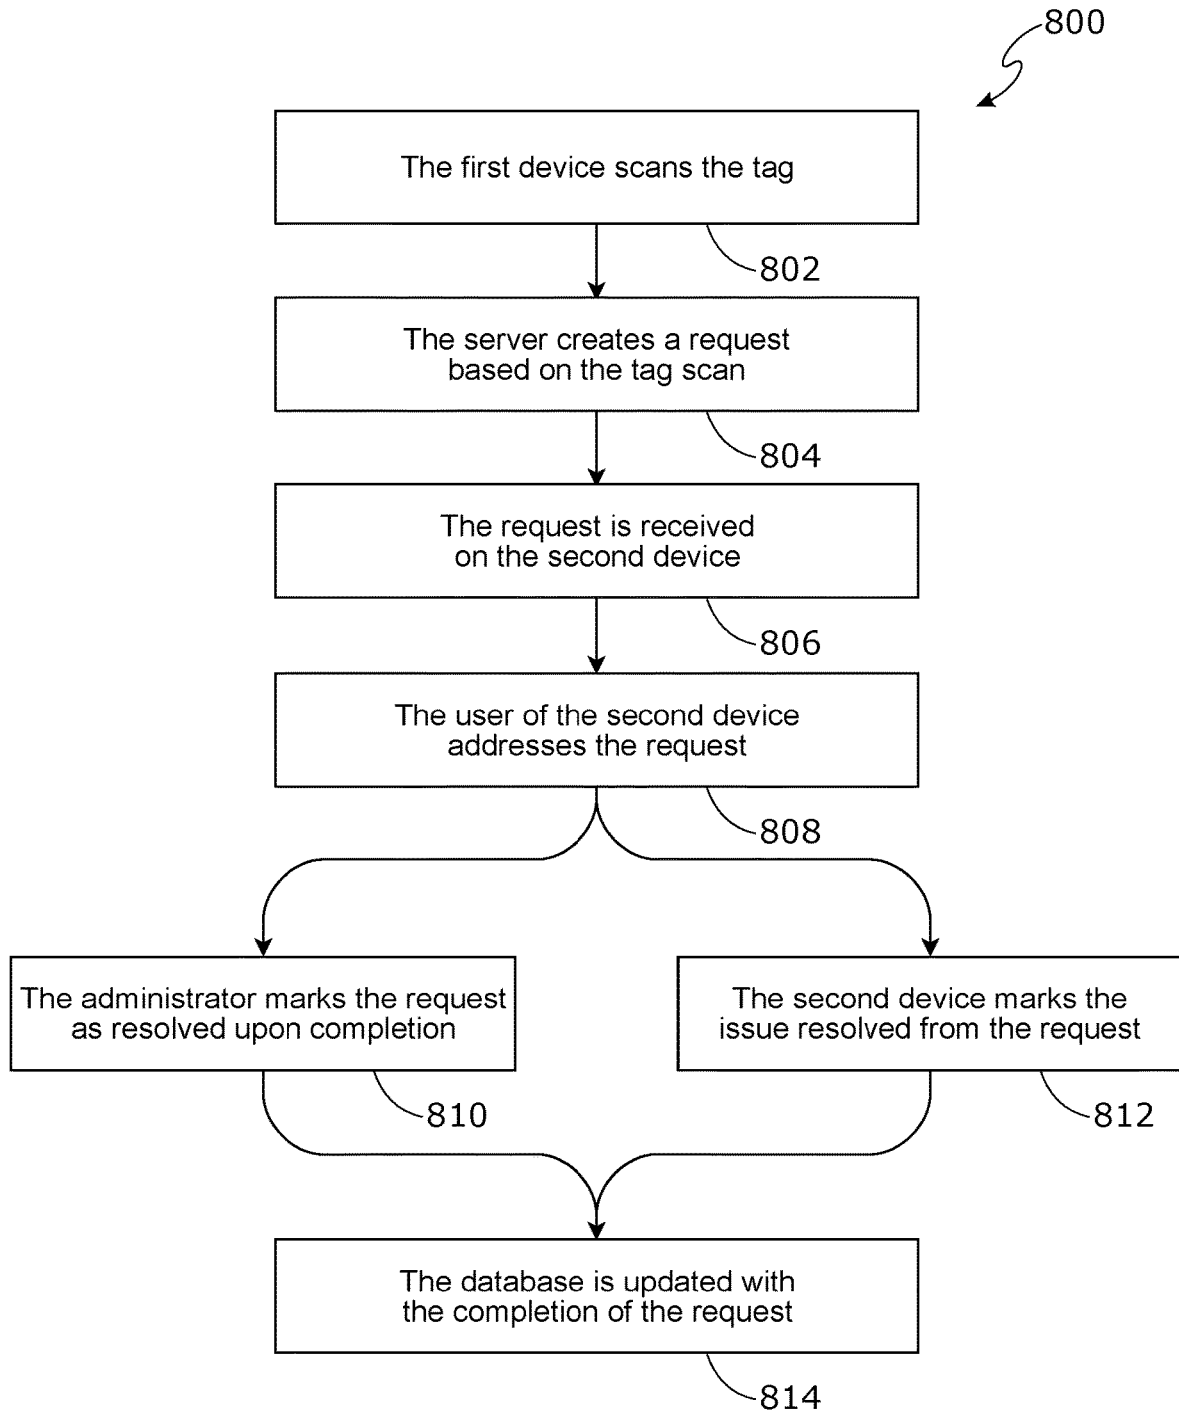 800
The first device scans the tag
802
The server creates a request
based on the tag scan
804
The request is received
on the second device
806
The user of the second device
addresses the request
808
The administrator marks the request
as resolved upon completion
810
The second device marks the
issue resolved from the request
812
The database is updated with
the completion of the request
814